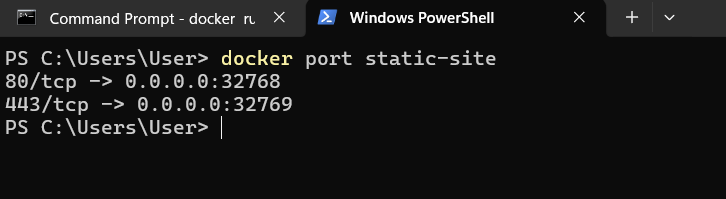 Command Prompt - docker ru
Windows PowerShell
PS C:\Users\User> docker port static-site
80/tcp -> 0.0.0.0:32768
443/tcp -> 0.0.0.0:32769
PS C:\Users\User>